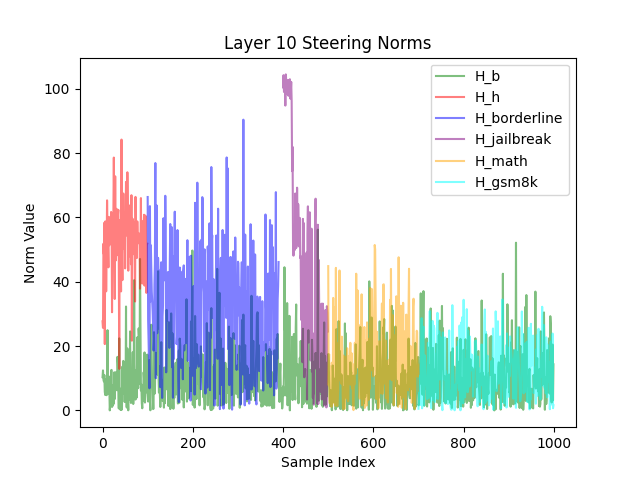 Layer 10 Steering Norms
Norm Value
100
80
60
40
20
0
H_b
H_h
H_borderline
H_jailbreak
H_math
H_gsm8k
0
200
400
600
800
1000
Sample Index